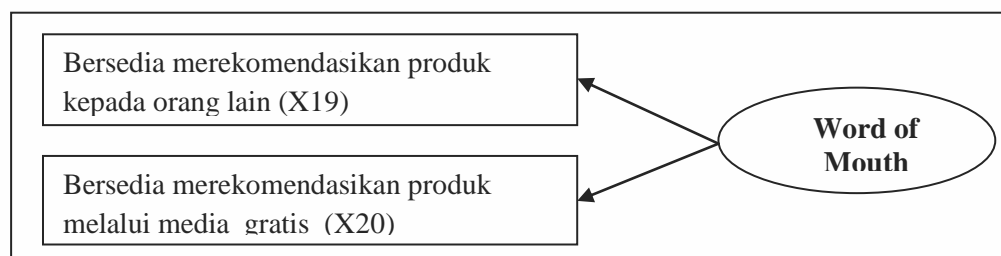 Bersedia merekomendasikan produk
kepada orang lain (X19)
Word of
Mouth
Bersedia merekomendasikan produk
melalui media gratis (X20)